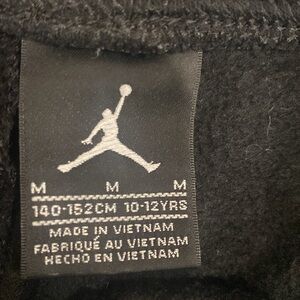 M M M
140-152CM 10-12YRS
MADE IN VIETNAM
FABRIQUÉ AU VIETNAM
HECHO EN VIETNAM